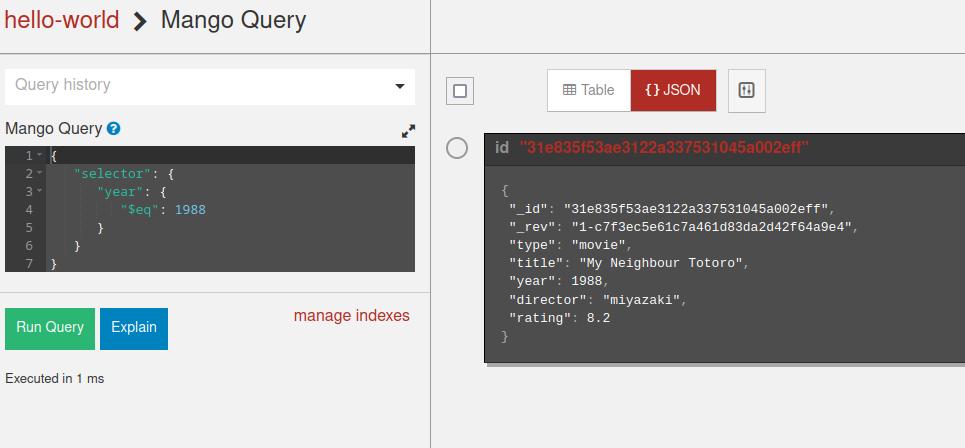 hello-world > Mango Query
Query history
Mango Query ?
1 {
2 "selector": {
3 "year": {
4 "$eq": 1988
5 }
6 }
7 }
Run Query Explain manage indexes
Executed in 1 ms
Table {} JSON
id "31e835f53ae3122a337531045a002eff"
{
"_id": "31e835f53ae3122a337531045a002eff",
"_rev": "1-c7f3ec5e61c7a461d83da2d42f64a9e4",
"type": "movie",
"title": "My Neighbour Totoro",
"year": 1988,
"director": "miyazaki",
"rating": 8.2
}